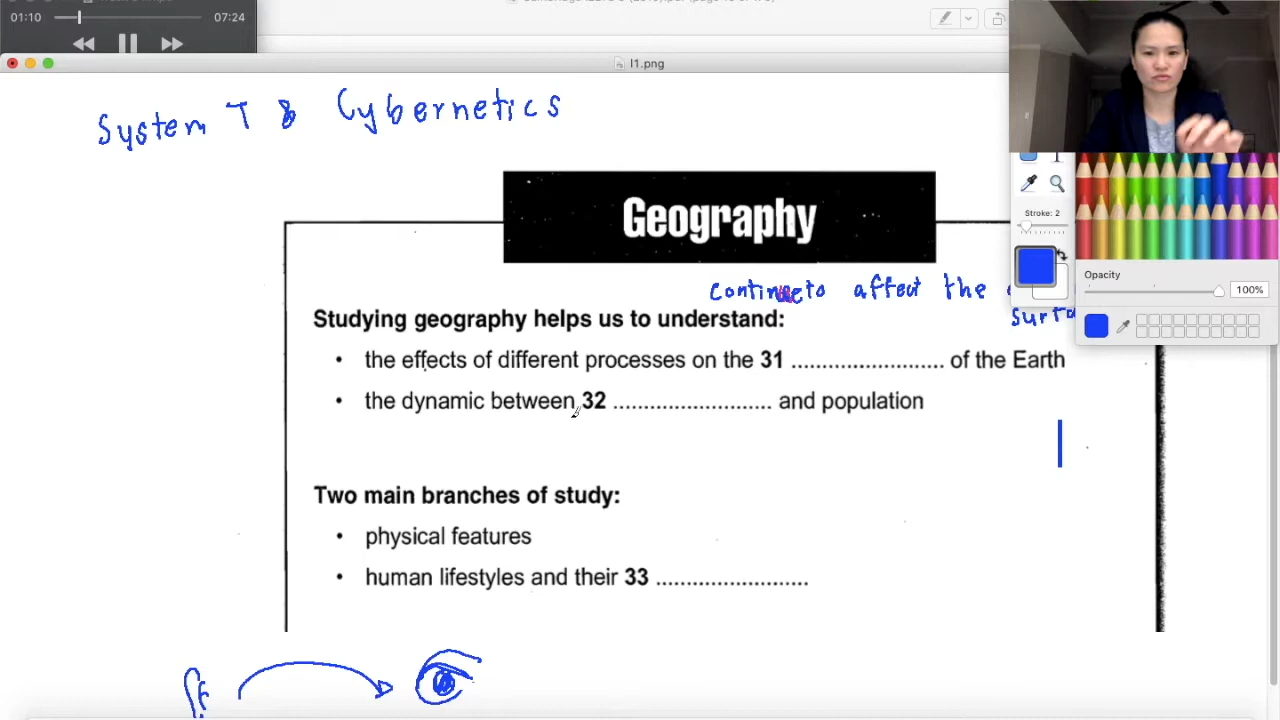 01:10 07:24
l1.png
System T & Cybernetics
Geography
continue to affect the
Studying geography helps us to understand:
• the effects of different processes on the 31 ......................... of the Earth
• the dynamic between 32 .......................... and population
Two main branches of study:
• physical features
• human lifestyles and their 33 .........................
Stroke: 2
Opacity
100%